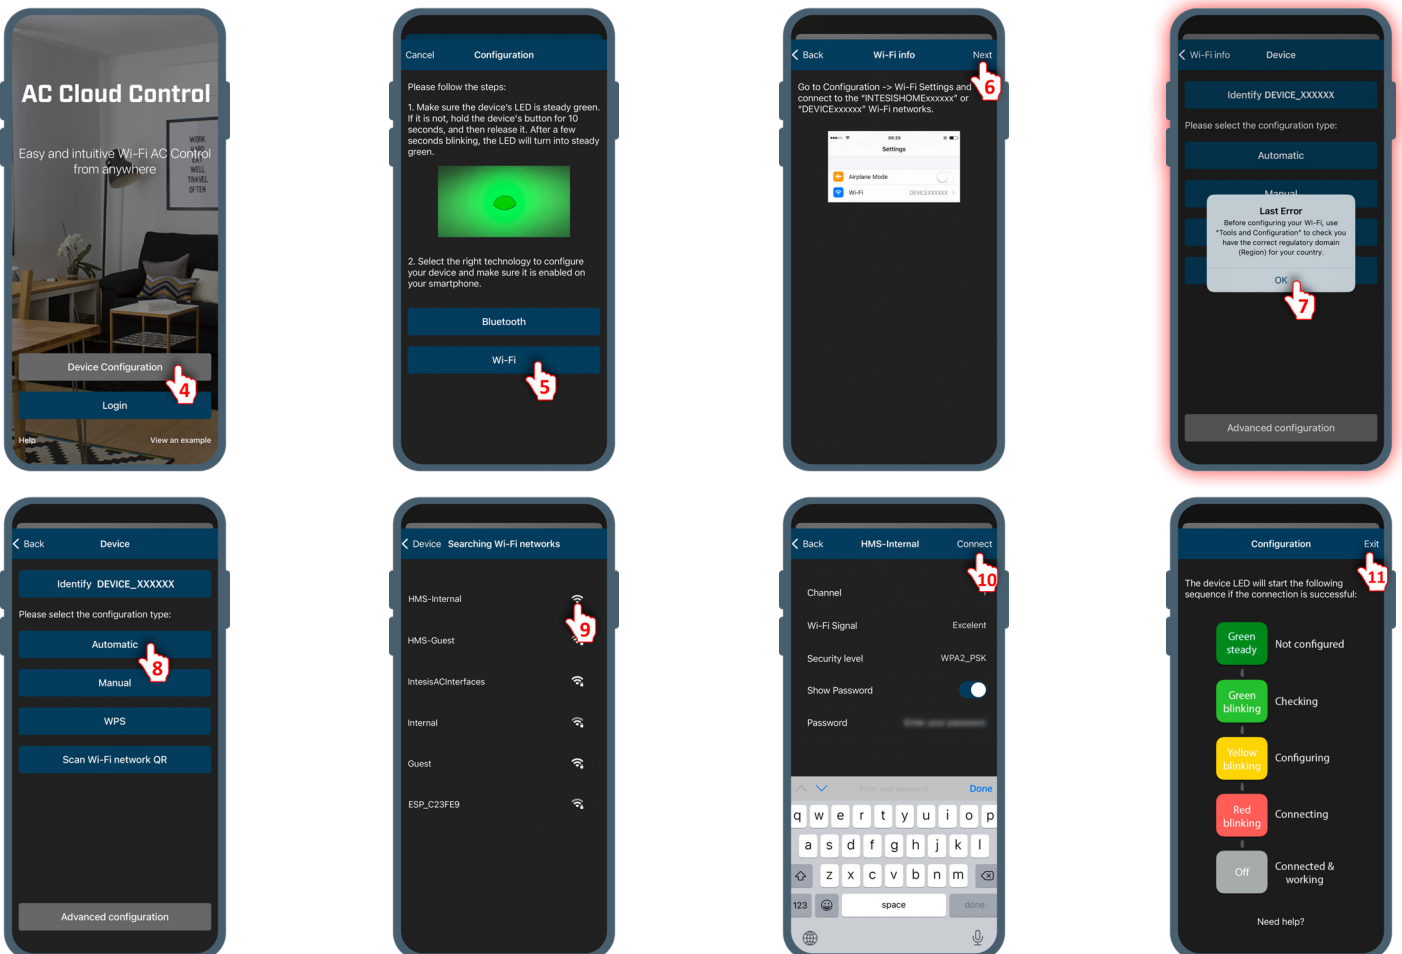 AC Cloud Control
Easy and intuitive Wi-Fi AC Control
from anywhere
WORK
HARD
EAT
WELL
TRAVEL
OFTEN
Device Configuration
4
Login
Help
View an example
Cancel
Configuration
Please follow the steps:
1. Make sure the device's LED is steady green.
If it is not, hold the device's button for 10
seconds, and then release it. After a few
seconds blinking, the LED will turn into steady
green.
2. Select the right technology to configure
your device and make sure it is enabled on
your smartphone.
Bluetooth
Wi-Fi
5
Back
Wi-Fi info
Next
6
Go to Configuration -> Wi-Fi Settings and
connect to the "INTESISHOMExxxxxx" or
"DEVICExxxxxx" Wi-Fi networks.
00:29
Settings
Airplane Mode
Wi-Fi
DEVICEXXXXXX
Wi-Fi info
Device
Identify DEVICE_XXXXXX
Please select the configuration type:
Automatic
Manual
Last Error
Before configuring your Wi-Fi, use
"Tools and Configuration" to check you
have the correct regulatory domain
(Region) for your country.
OK
7
Advanced configuration
Back
Device
Identify DEVICE_XXXXXX
Please select the configuration type:
Automatic
8
Manual
WPS
Scan Wi-Fi network QR
Advanced configuration
Device
Searching Wi-Fi networks
HMS-Internal
9
HMS-Guest
IntesisACInterfaces
Internal
Guest
ESP_C23FE9
Back
HMS-Internal
Connect
10
Channel
Wi-Fi Signal
Excelent
Security level
WPA2_PSK
Show Password
Password
Enter your password
Enter your password
Done
q w e r t y u i o p
a s d f g h j k l
z x c v b n m
123
space
done
Configuration
Exit
11
The device LED will start the following
sequence if the connection is successful:
Green
steady
Not configured
Green
blinking
Checking
Yellow
blinking
Configuring
Red
blinking
Connecting
Off
Connected &
working
Need help?